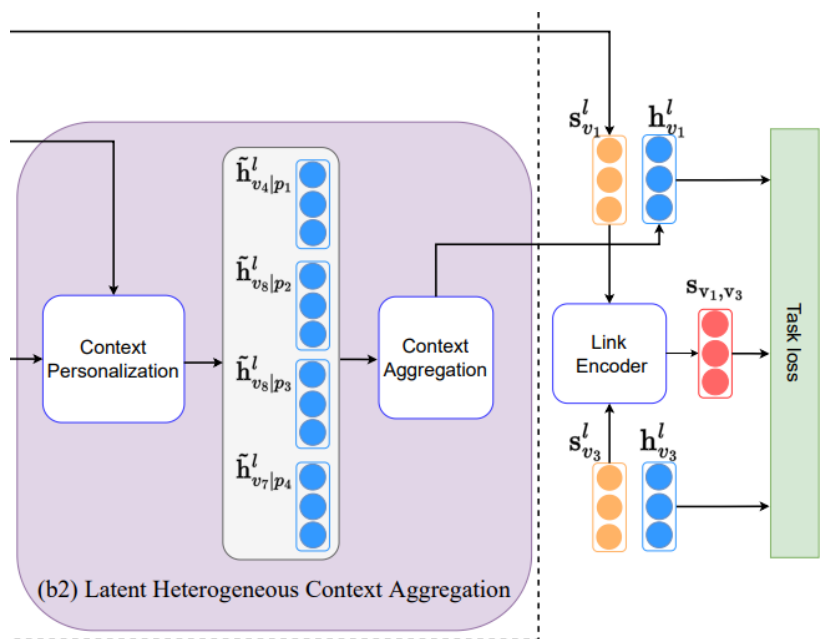 s^l_{v_1}
h^l_{v_1}
h̃^l_{v_4|p_1}
h̃^l_{v_8|p_2}
h̃^l_{v_8|p_3}
h̃^l_{v_7|p_4}
Context
Personalization
Context
Aggregation
Link
Encoder
s_{v_1,v_3}
s^l_{v_3}
h^l_{v_3}
Task loss
(b2) Latent Heterogeneous Context Aggregation